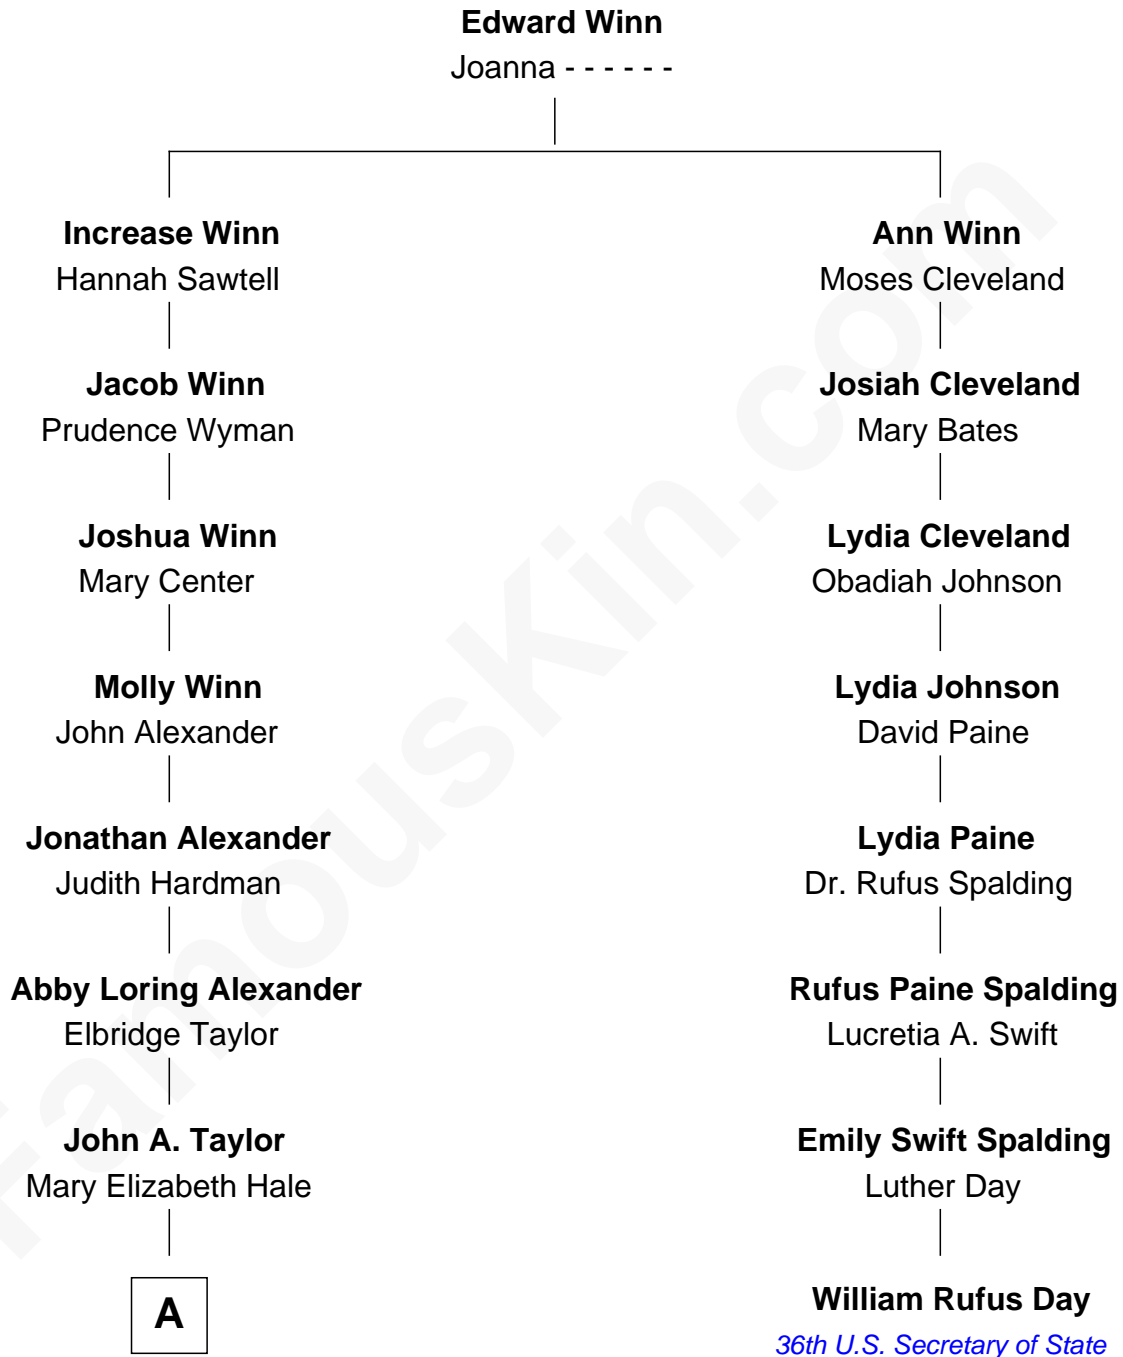 Edward Winn
Joanna - - - - - -
Increase Winn
Hannah Sawtell
Ann Winn
Moses Cleveland
Jacob Winn
Prudence Wyman
Josiah Cleveland
Mary Bates
Joshua Winn
Mary Center
Lydia Cleveland
Obadiah Johnson
Molly Winn
John Alexander
Lydia Johnson
David Paine
Jonathan Alexander
Judith Hardman
Lydia Paine
Dr. Rufus Spalding
Abby Loring Alexander
Elbridge Taylor
Rufus Paine Spalding
Lucretia A. Swift
John A. Taylor
Mary Elizabeth Hale
Emily Swift Spalding
Luther Day
A
William Rufus Day
36th U.S. Secretary of State
FamousKin.com